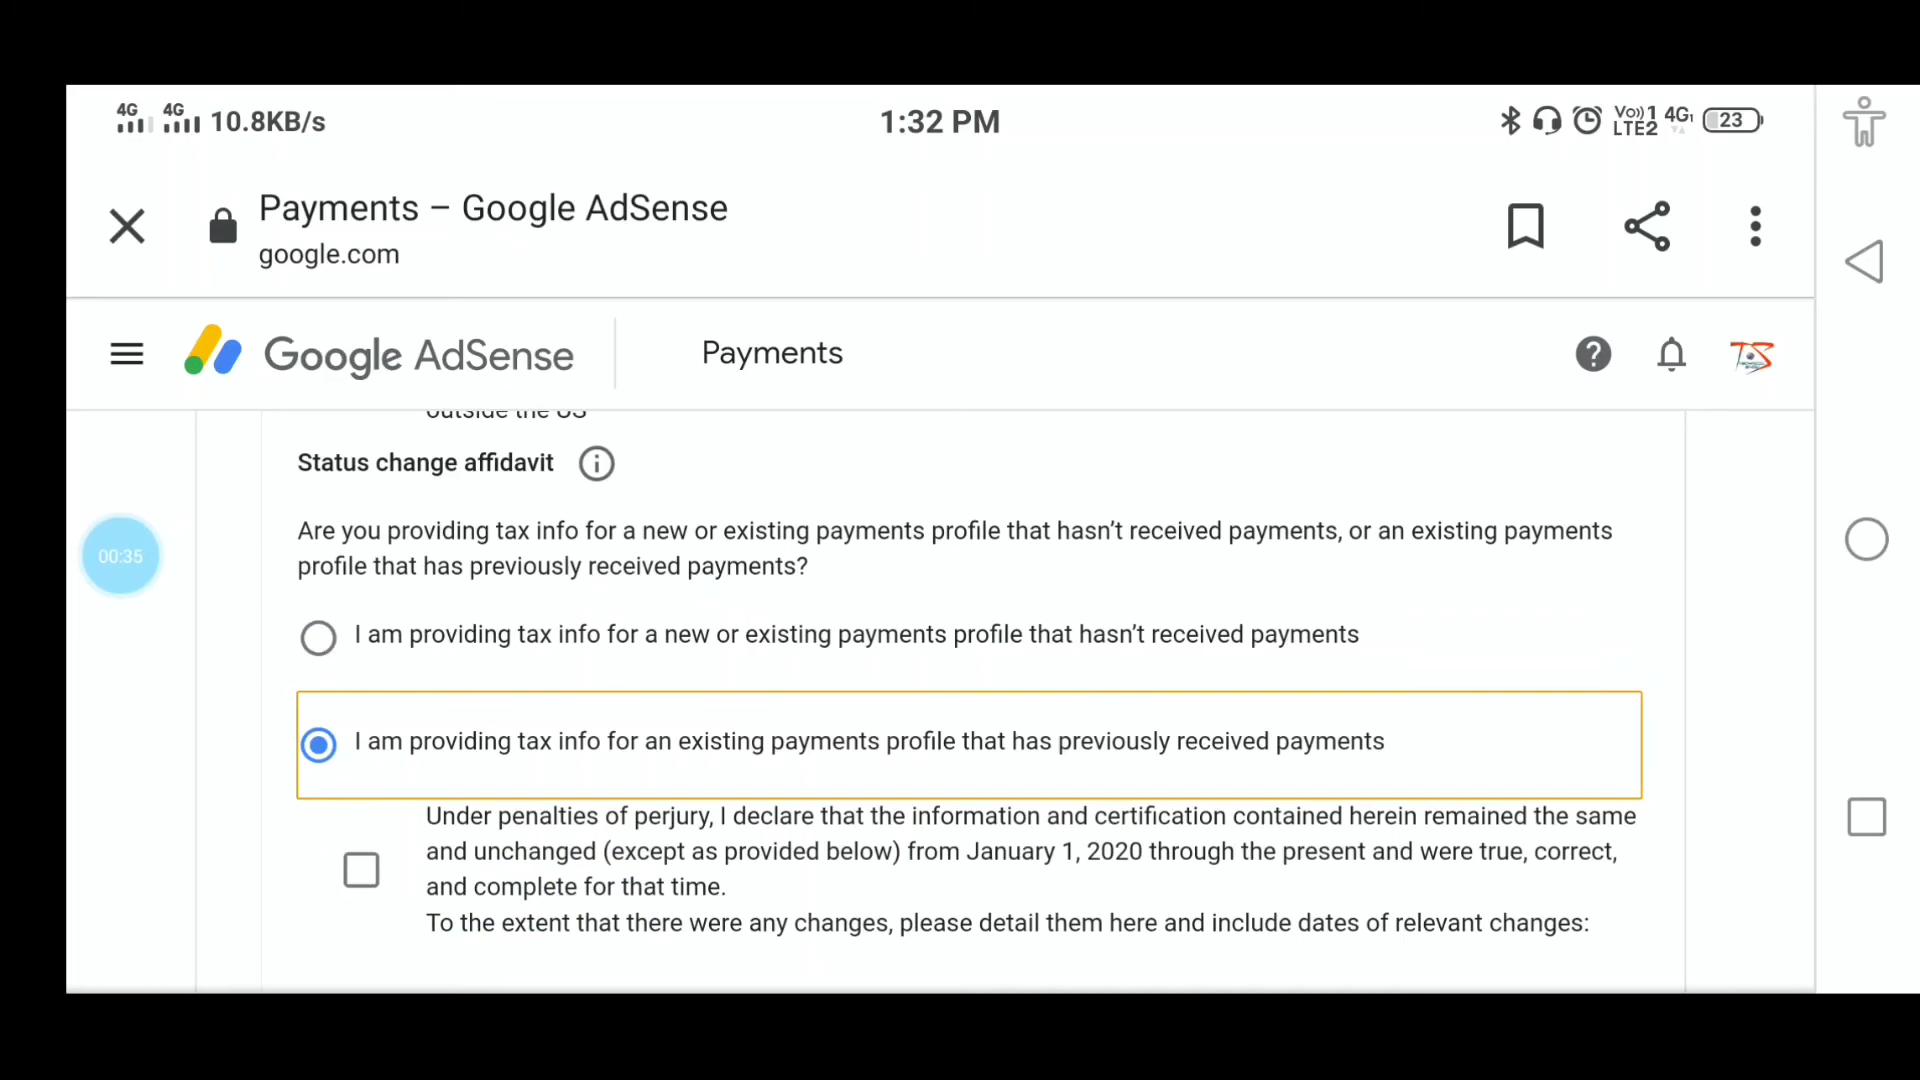 4G 4G 10.8KB/s 1:32 PM Vo)) 1 LTE2 4G1 23
Payments – Google AdSense
google.com
Google AdSense Payments
outside the US
Status change affidavit
Are you providing tax info for a new or existing payments profile that hasn’t received payments, or an existing payments
profile that has previously received payments?
00:35
I am providing tax info for a new or existing payments profile that hasn’t received payments
I am providing tax info for an existing payments profile that has previously received payments
Under penalties of perjury, I declare that the information and certification contained herein remained the same
and unchanged (except as provided below) from January 1, 2020 through the present and were true, correct,
and complete for that time.
To the extent that there were any changes, please detail them here and include dates of relevant changes: